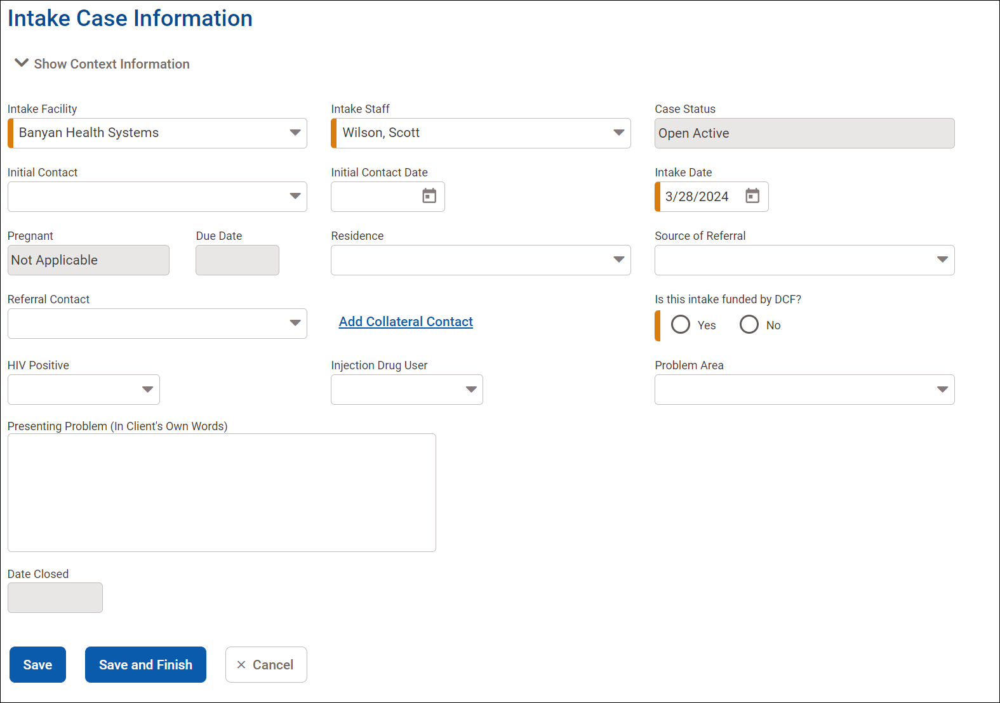 Intake Case Information
Show Context Information
Intake Facility
Intake Staff
Case Status
Banyan Health Systems
Wilson, Scott
Open Active
Initial Contact
Initial Contact Date
Intake Date
3/28/2024
Pregnant
Due Date
Residence
Source of Referral
Not Applicable
Referral Contact
Add Collateral Contact
Is this intake funded by DCF?
Yes
No
HIV Positive
Injection Drug User
Problem Area
Presenting Problem (In Client's Own Words)
Date Closed
Save
Save and Finish
Cancel